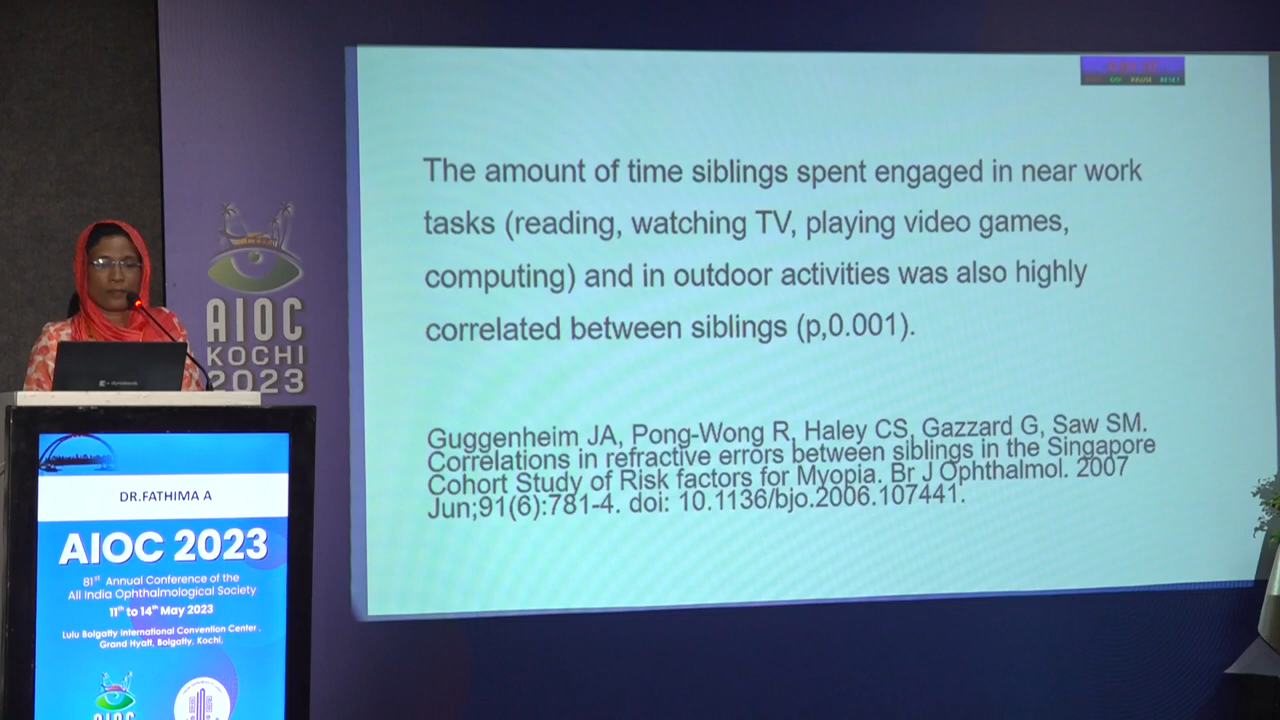 GO! PAUSE RESET
The amount of time siblings spent engaged in near work
tasks (reading, watching TV, playing video games,
computing) and in outdoor activities was also highly
correlated between siblings (p,0.001).
Guggenheim JA, Pong-Wong R, Haley CS, Gazzard G, Saw SM.
Correlations in refractive errors between siblings in the Singapore
Cohort Study of Risk factors for Myopia. Br J Ophthalmol. 2007
Jun;91(6):781-4. doi: 10.1136/bjo.2006.107441.
AIOC
KOCHI
2023
DR.FATHIMA A
AIOC 2023
81st Annual Conference of the
All India Ophthalmological Society
11th to 14th May 2023
Lulu Bolgatty International Convention Center,
Grand Hyatt, Bolgatty, Kochi,
AIOC